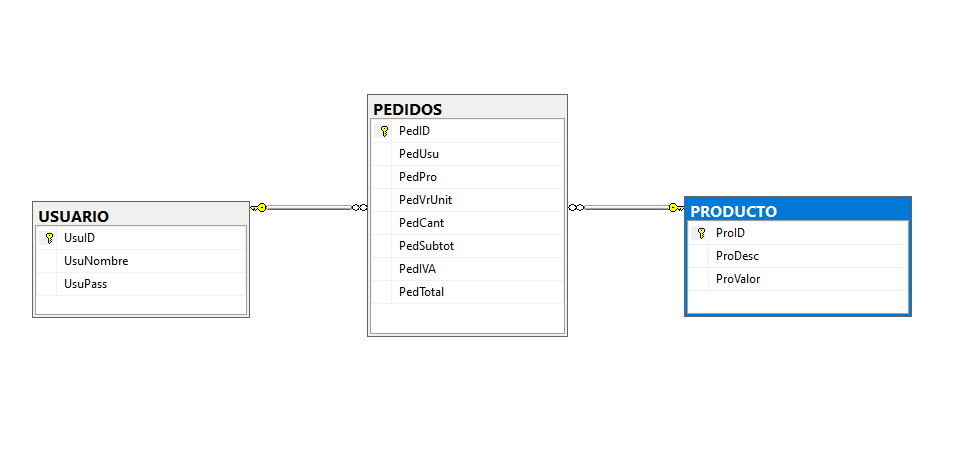 USUARIO
UsuID
UsuNombre
UsuPass
PEDIDOS
PedID
PedUsu
PedPro
PedVrUnit
PedCant
PedSubtot
PedIVA
PedTotal
PRODUCTO
ProID
ProDesc
ProValor